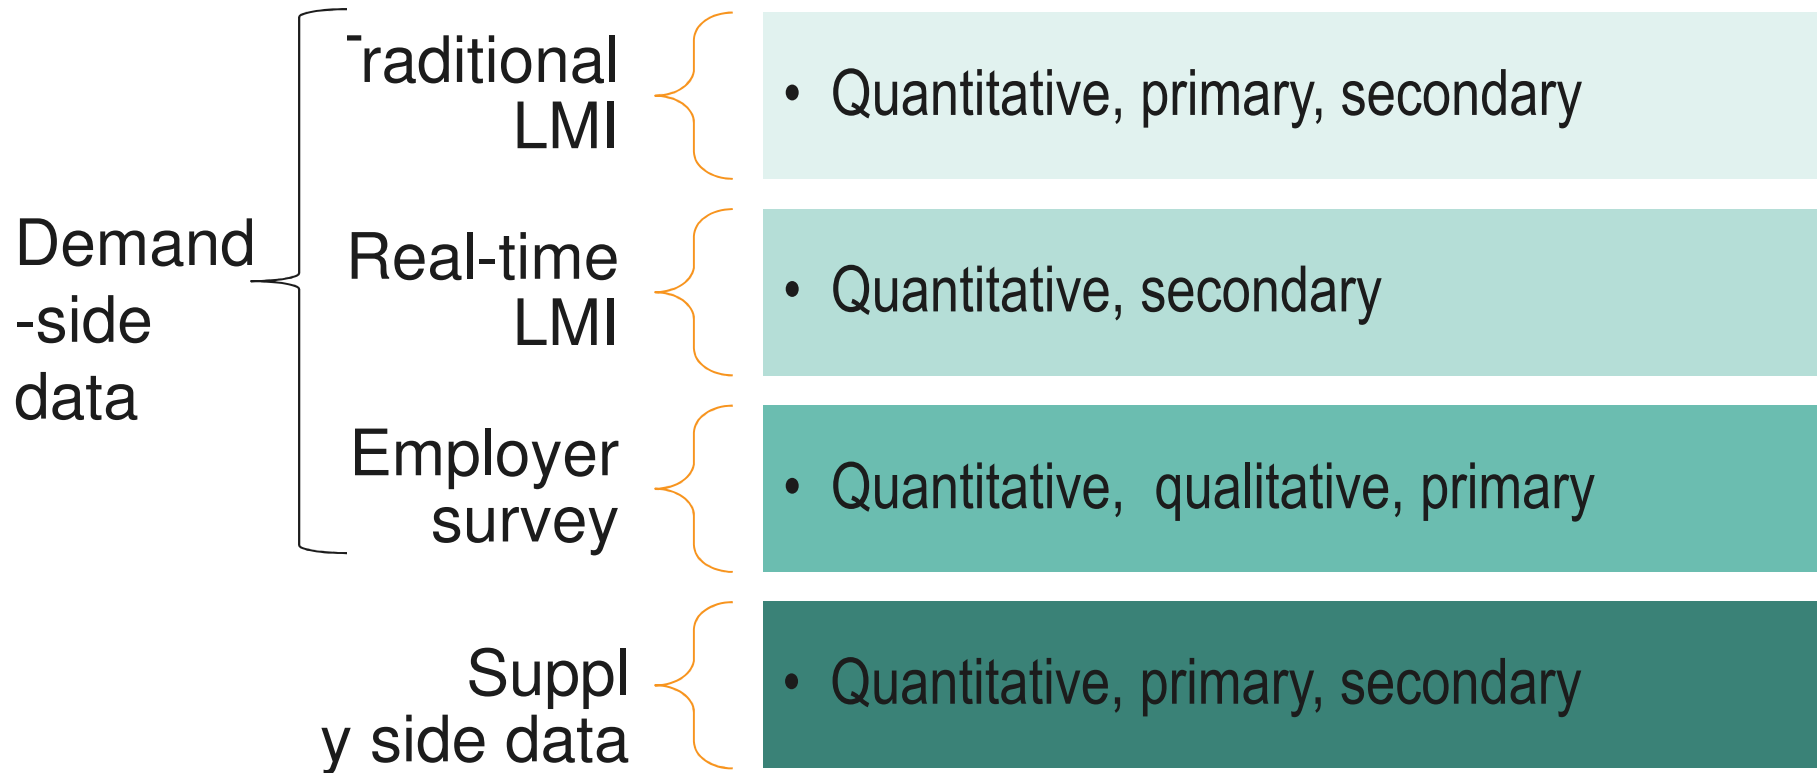 Demand
-side
data
Traditional
LMI
• Quantitative, primary, secondary
Real-time
LMI
• Quantitative, secondary
Employer
survey
• Quantitative, qualitative, primary
Suppl
y side data
• Quantitative, primary, secondary